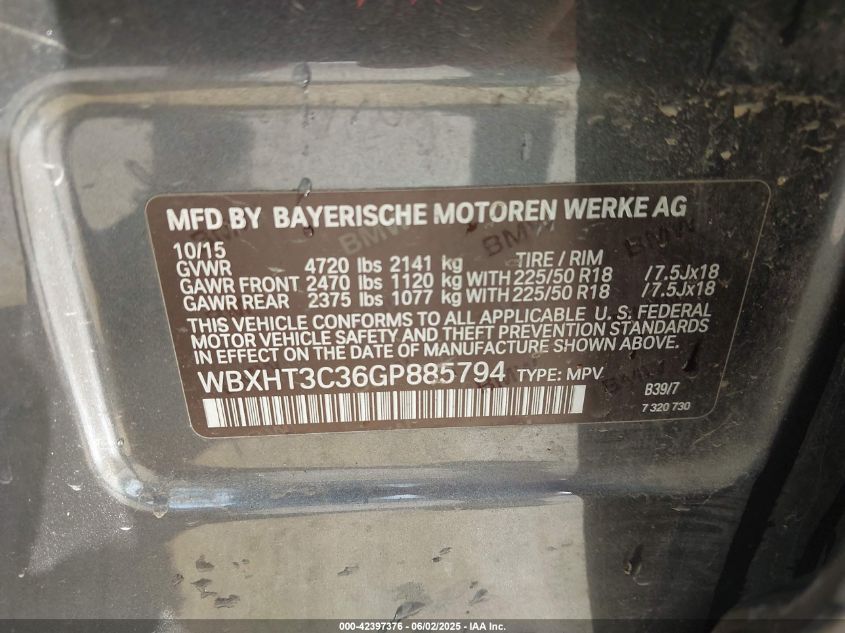 MFD BY BAYERISCHE MOTOREN WERKE AG
10/15 TIRE / RIM
GVWR 4720 lbs 2141 kg
GAWR FRONT 2470 lbs 1120 kg WITH 225/50 R18 /7.5Jx18
GAWR REAR 2375 lbs 1077 kg WITH 225/50 R18 /7.5Jx18
THIS VEHICLE CONFORMS TO ALL APPLICABLE U. S. FEDERAL
MOTOR VEHICLE SAFETY AND THEFT PREVENTION STANDARDS
IN EFFECT ON THE DATE OF MANUFACTURE SHOWN ABOVE.
WBXHT3C36GP885794 TYPE: MPV
B39/7
7 320 730
000-42397376 - 06/02/2025 - IAA Inc.